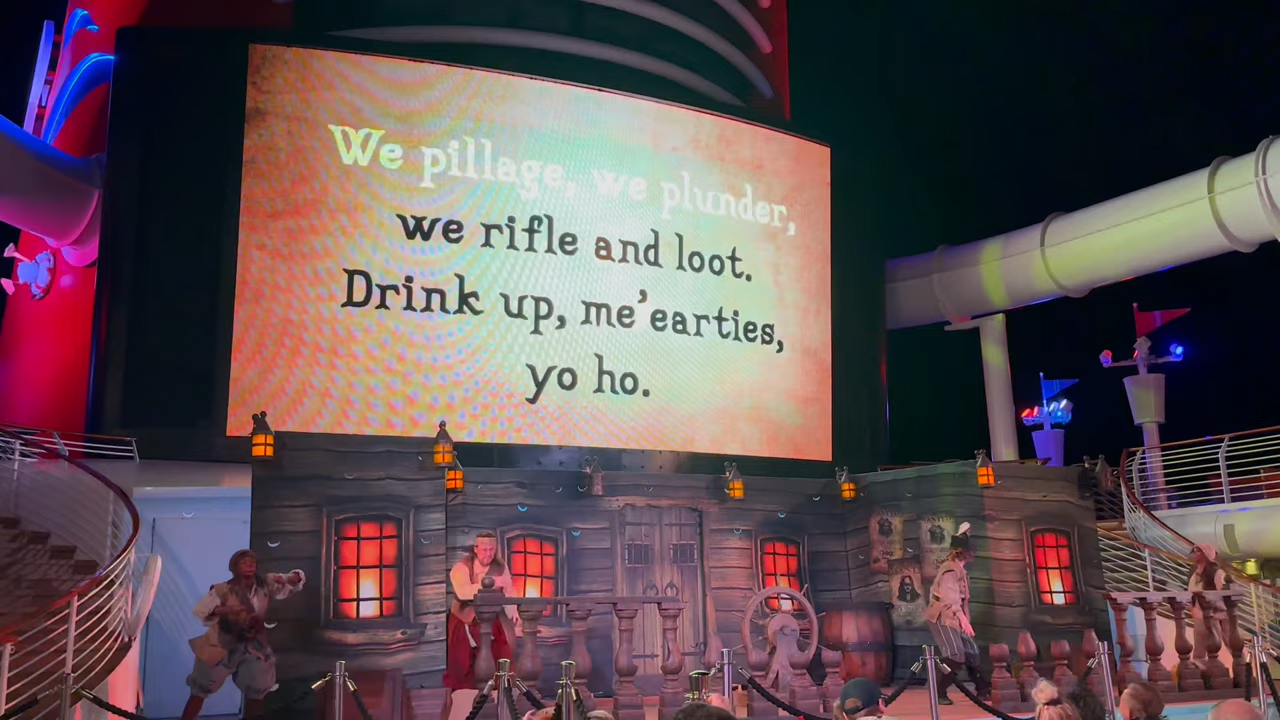 We pillage, we plunder,
we rifle and loot.
Drink up, me'earties,
yo ho.